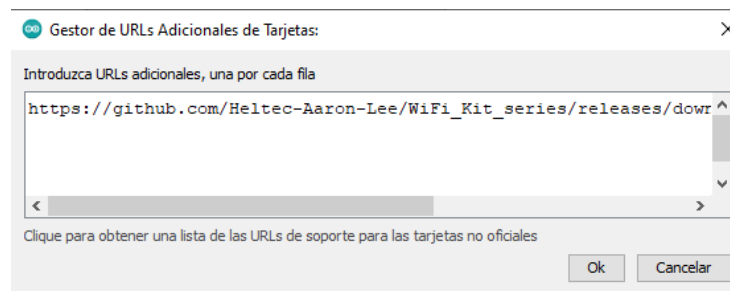 Gestor de URLs Adicionales de Tarjetas:
Introduzca URLs adicionales, una por cada fila
https://github.com/Heltec-Aaron-Lee/WiFi_Kit_series/releases/down
Clique para obtener una lista de las URLs de soporte para las tarjetas no oficiales
Ok Cancelar